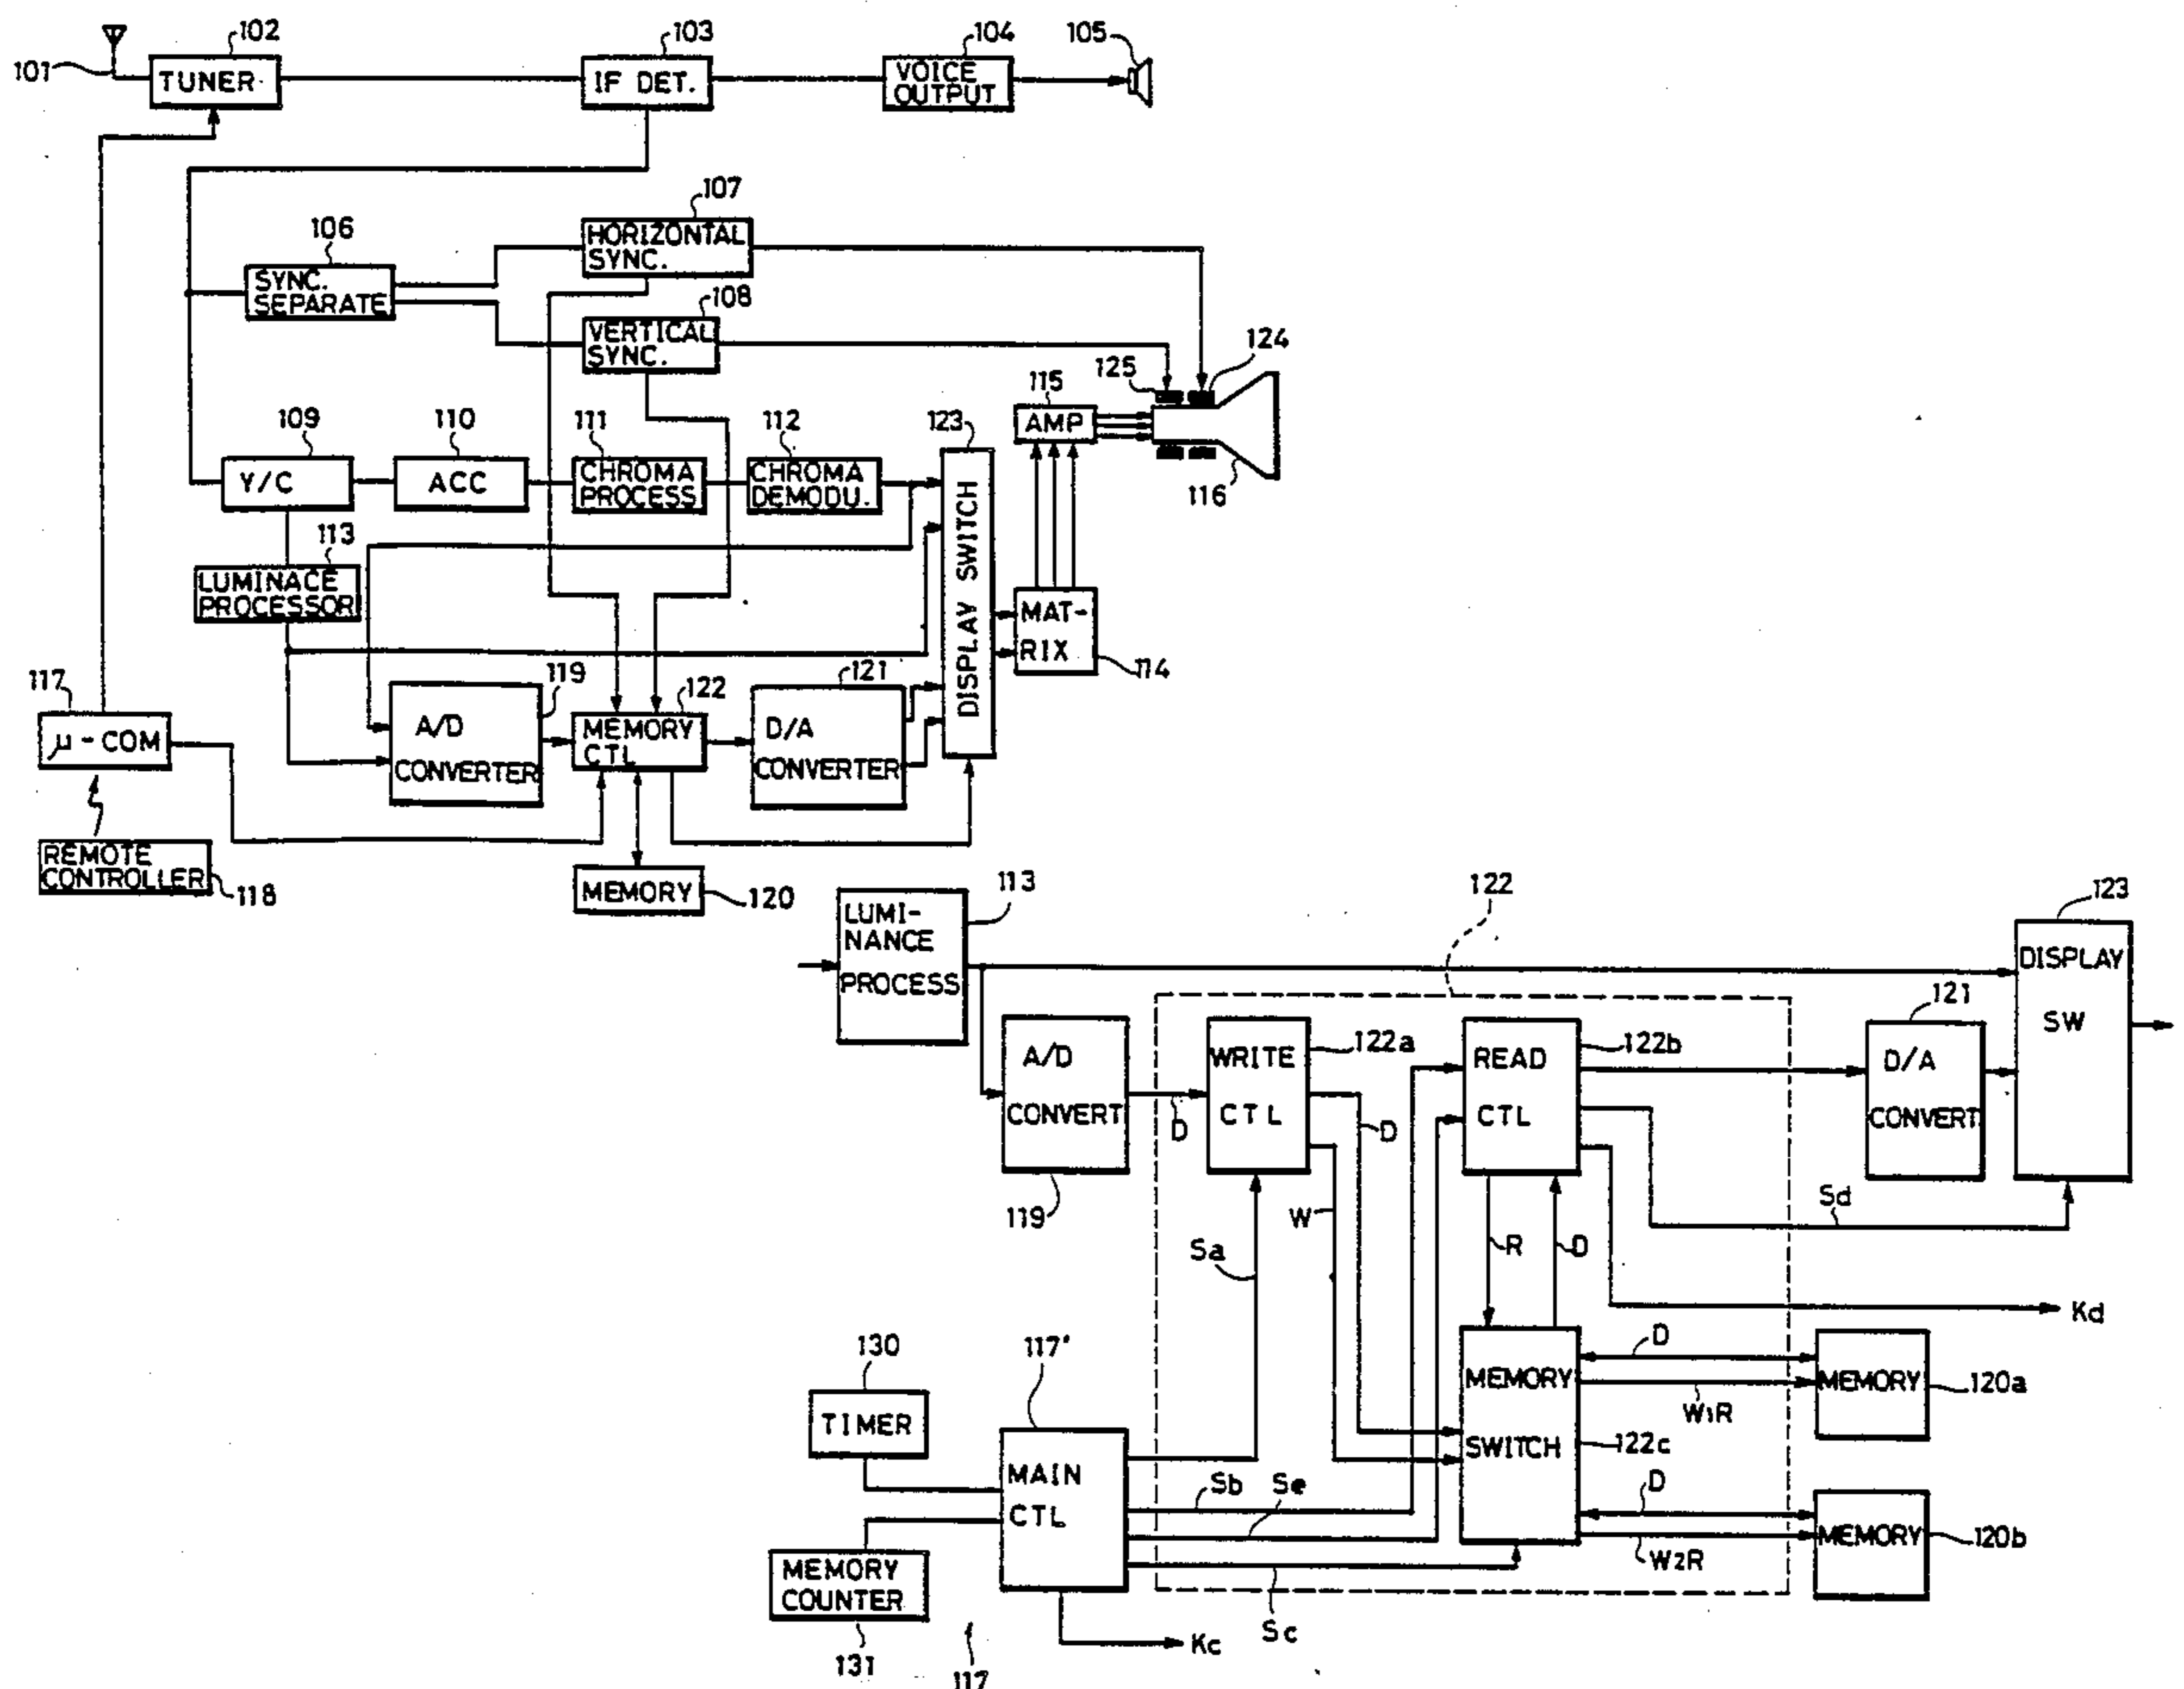 101
102
TUNER
103
IF DET.
104
VOICE
OUTPUT
105
106
SYNC.
SEPARATE
107
HORIZONTAL
SYNC.
108
VERTICAL
SYNC.
109
Y/C
110
ACC
111
CHROMA
PROCESS
112
CHROMA
DEMODU.
123
DISPLAY SWITCH
115
AMP
125
124
116
113
LUMINACE
PROCESSOR
MAT-
RIX
114
117
μ-COM
119
A/D
CONVERTER
122
MEMORY
CTL
121
D/A
CONVERTER
REMOTE
CONTROLLER
118
MEMORY
120
113
LUMI-
NANCE
PROCESS
122
123
DISPLAY
SW
A/D
CONVERT
119
D
WRITE
CTL
122a
D
W
READ
CTL
122b
121
D/A
CONVERT
Sa
R
D
Sd
Kd
130
TIMER
117'
MAIN
CTL
MEMORY
SWITCH
122c
D
W1R
MEMORY
120a
Sb
Se
D
W2R
MEMORY
120b
MEMORY
COUNTER
131
Sc
Kc
117